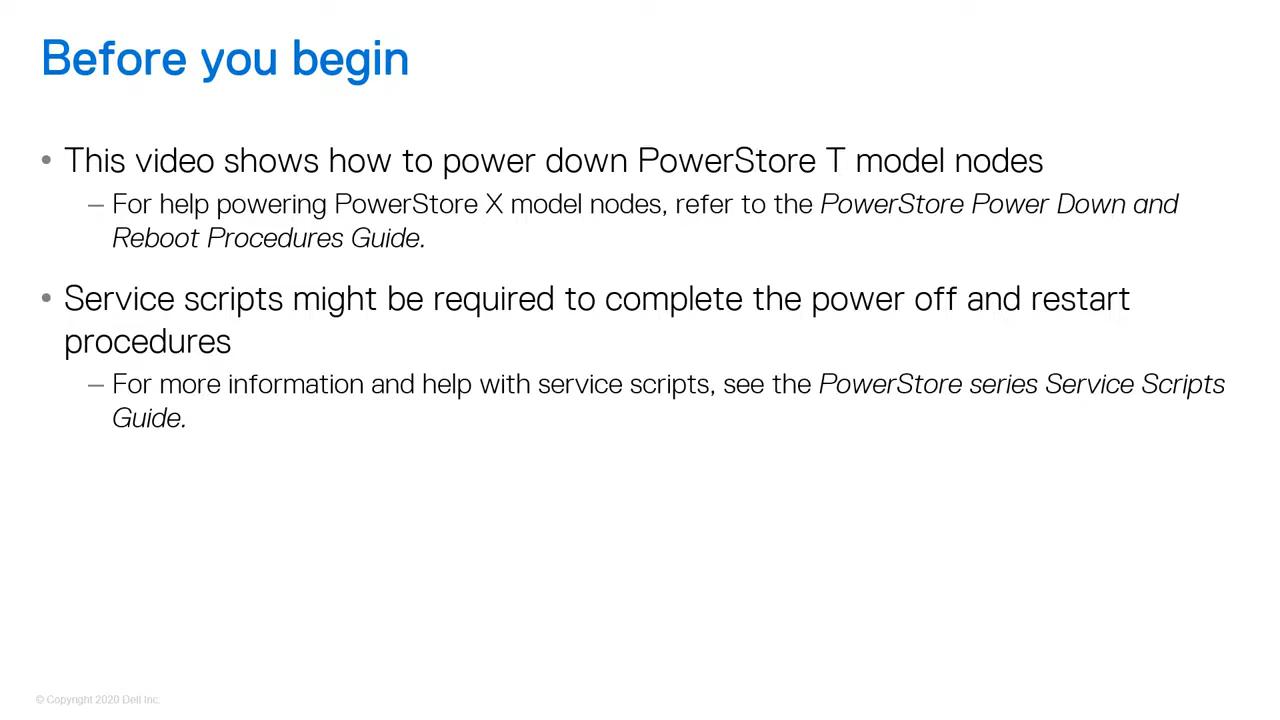 Before you begin
• This video shows how to power down PowerStore T model nodes
– For help powering PowerStore X model nodes, refer to the PowerStore Power Down and
Reboot Procedures Guide.
• Service scripts might be required to complete the power off and restart
procedures
– For more information and help with service scripts, see the PowerStore series Service Scripts
Guide.
© Copyright 2020 Dell Inc.